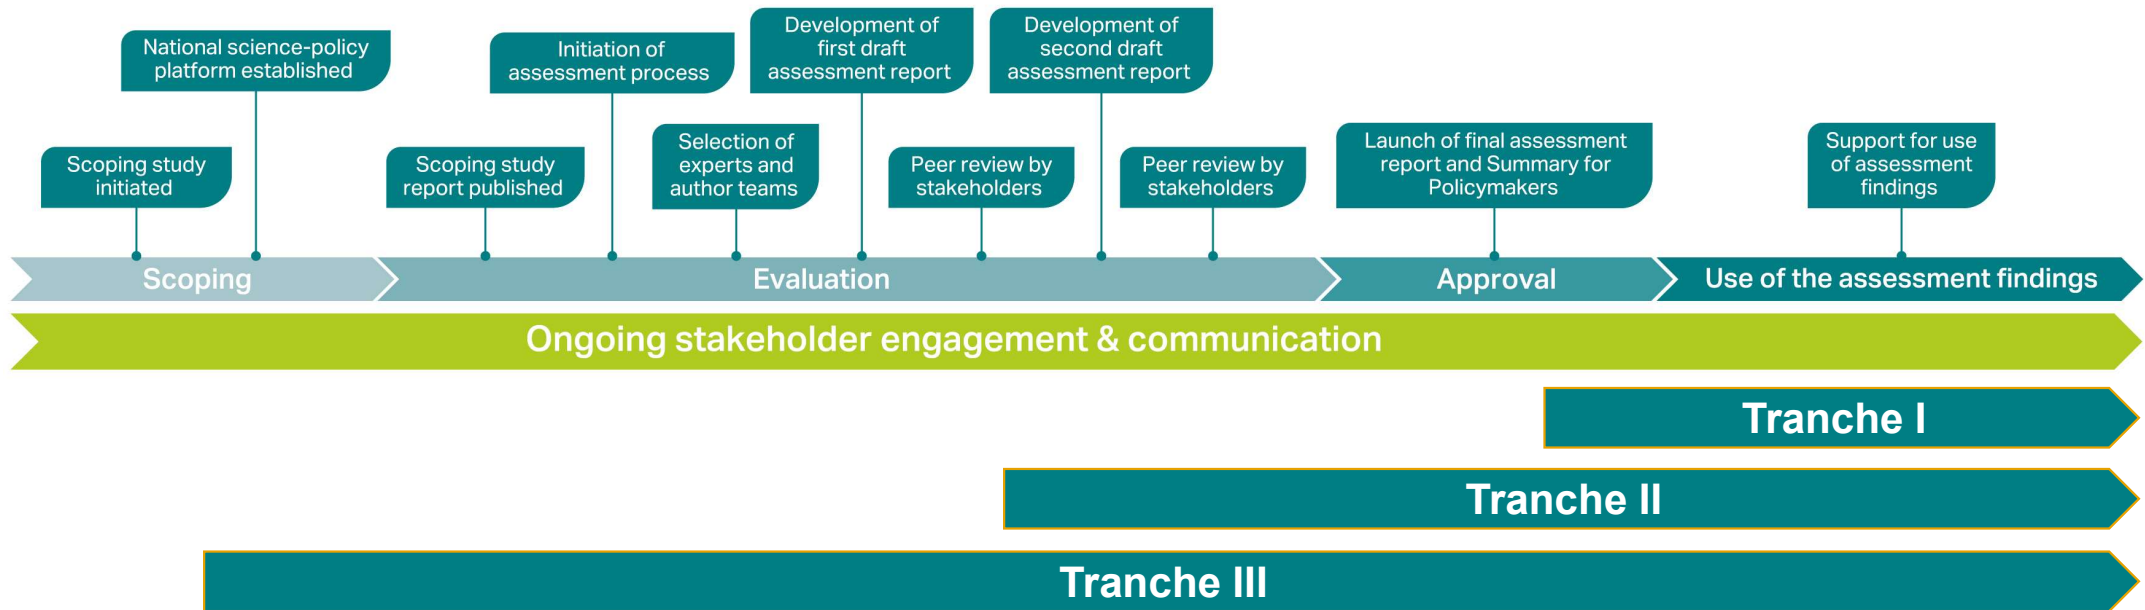 National science-policy
platform established
Initiation of
assessment process
Development of
first draft
assessment report
Development of
second draft
assessment report
Scoping study
initiated
Scoping study
report published
Selection of
experts and
author teams
Peer review by
stakeholders
Peer review by
stakeholders
Launch of final assessment
report and Summary for
Policymakers
Support for use
of assessment
findings
Scoping
Evaluation
Approval
Use of the assessment findings
Ongoing stakeholder engagement & communication
Tranche I
Tranche II
Tranche III